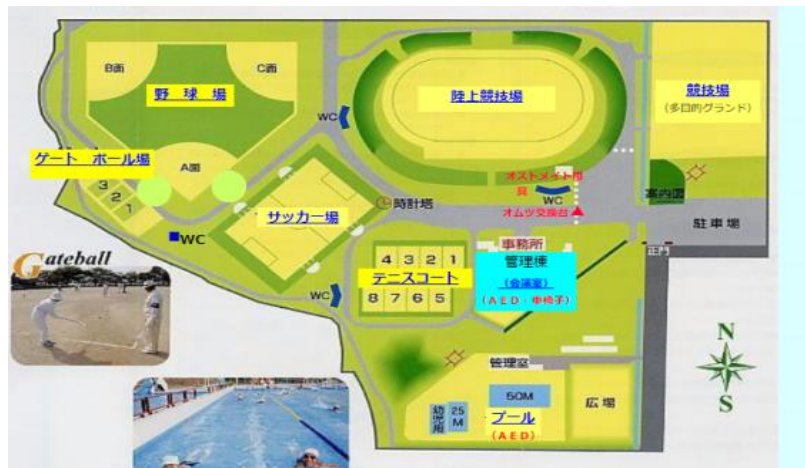 B面
C面
野 球 場
A面
WC
陸上競技場
競技場
(多目的グランド)
ゲート ボール場
3
2
1
サッカー場
時計塔
オストメイト用
具
WC
オムツ交換台
案内図
駐車場
正門
WC
事務所
管理棟
(会議室)
(AED・車椅子)
4 3 2 1
テニスコート
8 7 6 5
WC
Gateball
N
S
管理室
50M
幼児用
25M
プール
(AED)
広場